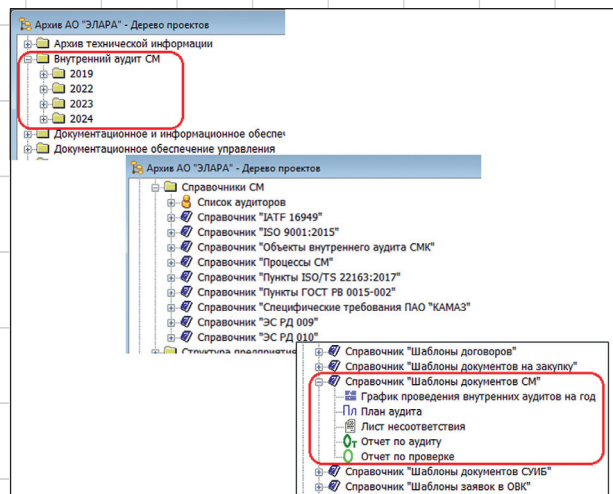 Архив АО "ЭЛАРА" - Дерево проектов
Архив технической информации
Внутренний аудит СМ
2019
2022
2023
2024
Документационное и информационное обеспеч
Документационное обеспечение управления
Архив АО "ЭЛАРА" - Дерево проектов
Справочники СМ
Список аудиторов
Справочник "IATF 16949"
Справочник "ISO 9001:2015"
Справочник "Объекты внутреннего аудита СМК"
Справочник "Процессы СМ"
Справочник "Пункты ISO/TS 22163:2017"
Справочник "Пункты ГОСТ РВ 0015-002"
Справочник "Специфические требования ПАО "КАМАЗ"
Справочник "ЭС РД 009"
Справочник "ЭС РД 010"
Структура предприятия
Справочник "Шаблоны договоров"
Справочник "Шаблоны документов на закупку"
Справочник "Шаблоны документов СМ"
График проведения внутренних аудитов на год
Пл План аудита
Лист несоответствия
От Отчет по аудиту
О Отчет по проверке
Справочник "Шаблоны документов СУИБ"
Справочник "Шаблоны заявок в ОВК"